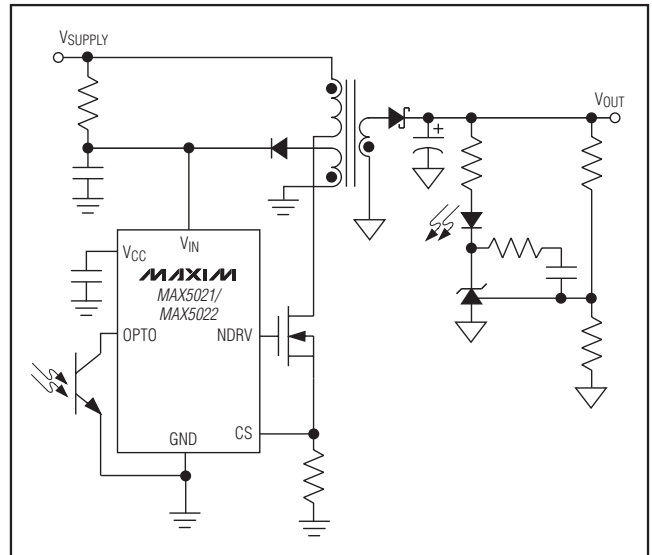 VSUPPLY
VOUT
VCC
VIN
MAXIM
MAX5021/
MAX5022
OPTO
NDRV
GND
CS
+